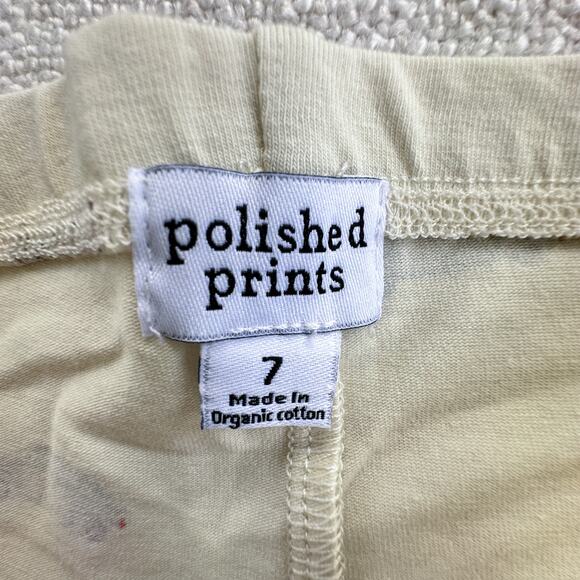 polished
prints
7
Made In
Organic cotton